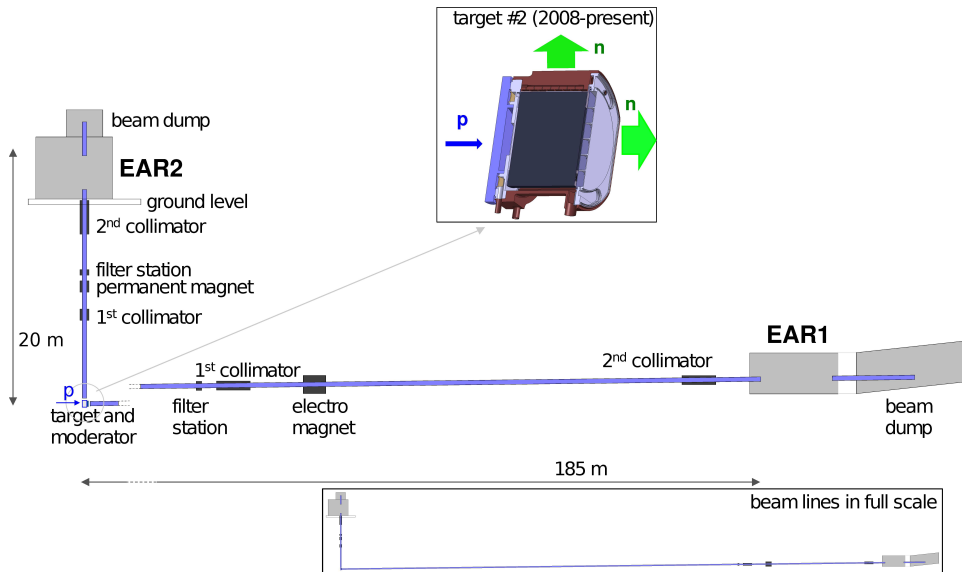 target #2 (2008-present)
n
n
p
beam dump
EAR2
ground level
2nd collimator
filter station
permanent magnet
1st collimator
20 m
p
target and
moderator
1st collimator
filter
station
electro
magnet
2nd collimator
EAR1
beam
dump
185 m
beam lines in full scale